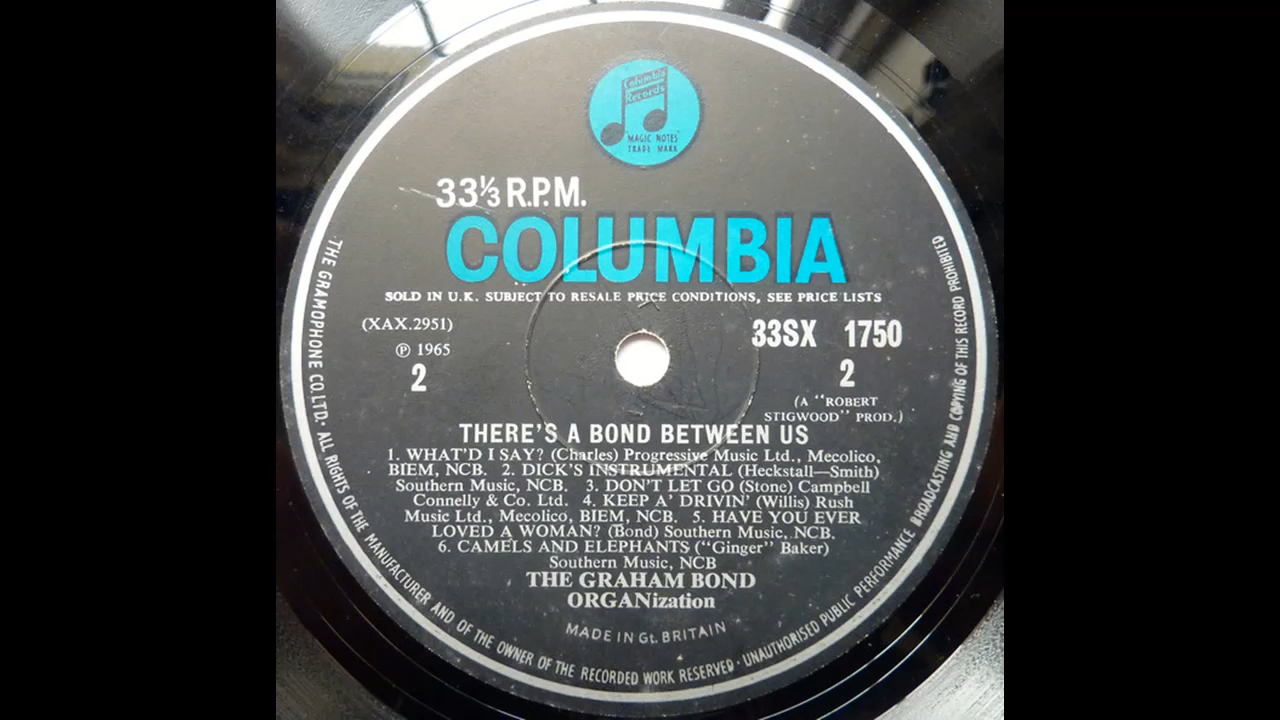 Columbia
Records
"MAGIC NOTES"
TRADE MARK
33⅓ R.P.M.
COLUMBIA
SOLD IN U.K. SUBJECT TO RESALE PRICE CONDITIONS, SEE PRICE LISTS
(XAX.2951)
℗ 1965
2
33SX 1750
2
(A "ROBERT
STIGWOOD" PROD.)
THERE'S A BOND BETWEEN US
1. WHAT'D I SAY? (Charles) Progressive Music Ltd., Mecolico,
BIEM, NCB. 2. DICK'S INSTRUMENTAL (Heckstall—Smith)
Southern Music, NCB. 3. DON'T LET GO (Stone) Campbell
Connelly & Co. Ltd. 4. KEEP A' DRIVIN' (Willis) Rush
Music Ltd., Mecolico, BIEM, NCB. 5. HAVE YOU EVER
LOVED A WOMAN? (Bond) Southern Music, NCB.
6. CAMELS AND ELEPHANTS ("Ginger" Baker)
Southern Music, NCB
THE GRAHAM BOND
ORGANization
MADE IN Gt. BRITAIN
THE GRAMOPHONE CO. LTD. · ALL RIGHTS OF THE MANUFACTURER AND OF THE OWNER OF THE RECORDED WORK RESERVED · UNAUTHORISED PUBLIC PERFORMANCE BROADCASTING AND COPYING OF THIS RECORD PROHIBITED